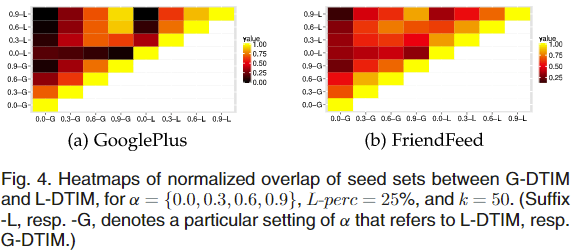 0.9–L
0.6–L
0.3–L
0.0–L
0.9–G
0.6–G
0.3–G
0.0–G
0.0–G 0.3–G 0.6–G 0.9–G 0.0–L 0.3–L 0.6–L 0.9–L
value
1.00
0.75
0.50
0.25
0.00
(a) GooglePlus
0.9–L
0.6–L
0.3–L
0.0–L
0.9–G
0.6–G
0.3–G
0.0–G
0.0–G 0.3–G 0.6–G 0.9–G 0.0–L 0.3–L 0.6–L 0.9–L
value
1.00
0.75
0.50
0.25
(b) FriendFeed
Fig. 4. Heatmaps of normalized overlap of seed sets between G-DTIM
and L-DTIM, for α = {0.0, 0.3, 0.6, 0.9}, L-perc = 25%, and k = 50. (Suffix
-L, resp. -G, denotes a particular setting of α that refers to L-DTIM, resp.
G-DTIM.)